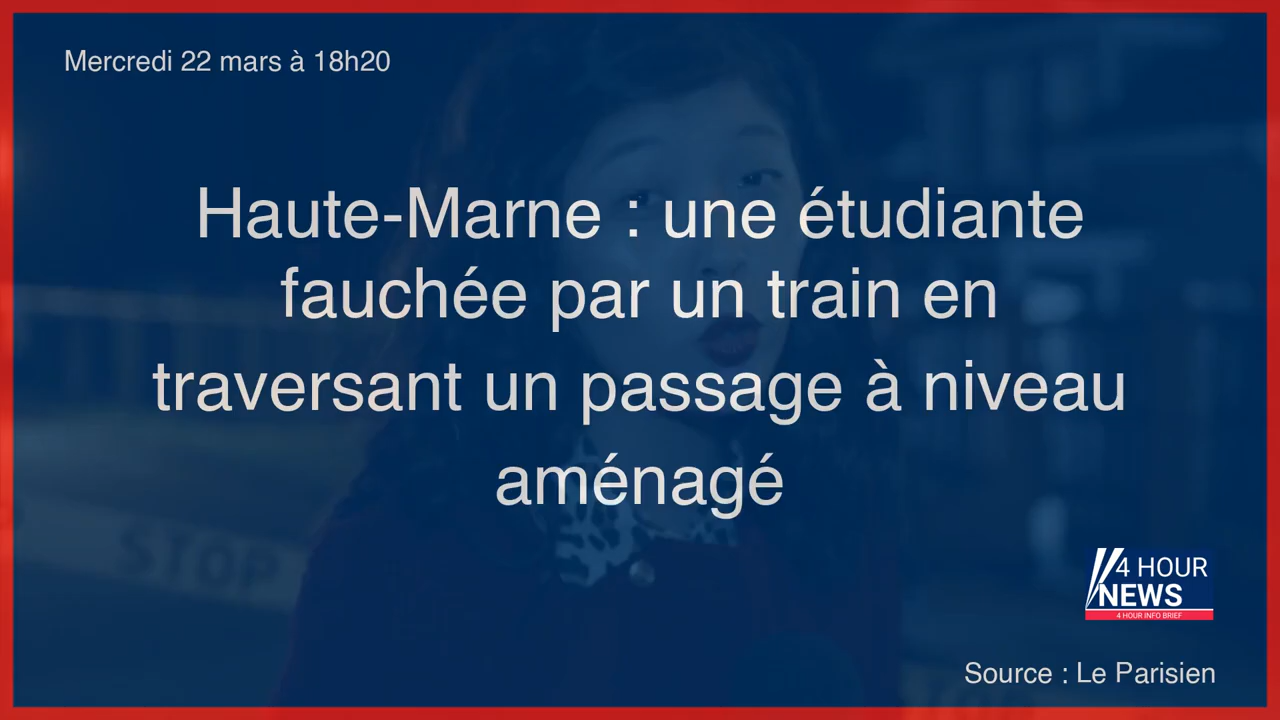 Mercredi 22 mars à 18h20
Haute-Marne : une étudiante
fauchée par un train en
traversant un passage à niveau
aménagé
STOP
4 HOUR
NEWS
4 HOUR INFO BRIEF
Source : Le Parisien